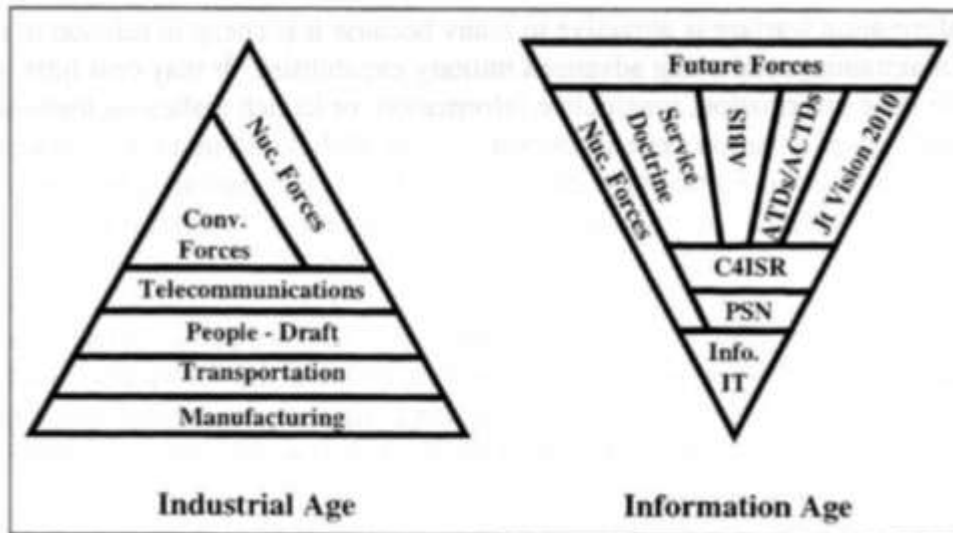 Nuc. Forces
Conv.
Forces
Telecommunications
People - Draft
Transportation
Manufacturing
Industrial Age
Future Forces
Nuc. Forces
Doctrine
Service
ABIS
ATDs/ACTDs
Jt Vision 2010
C4ISR
PSN
Info.
IT
Information Age